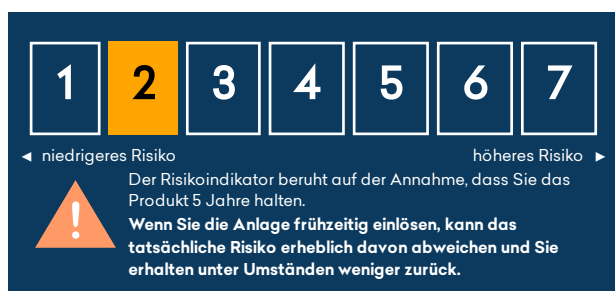 1 2 3 4 5 6 7
◄ niedrigeres Risiko höheres Risiko ►
Der Risikoindikator beruht auf der Annahme, dass Sie das
Produkt 5 Jahre halten.
Wenn Sie die Anlage frühzeitig einlösen, kann das
tatsächliche Risiko erheblich davon abweichen und Sie
erhalten unter Umständen weniger zurück.
!